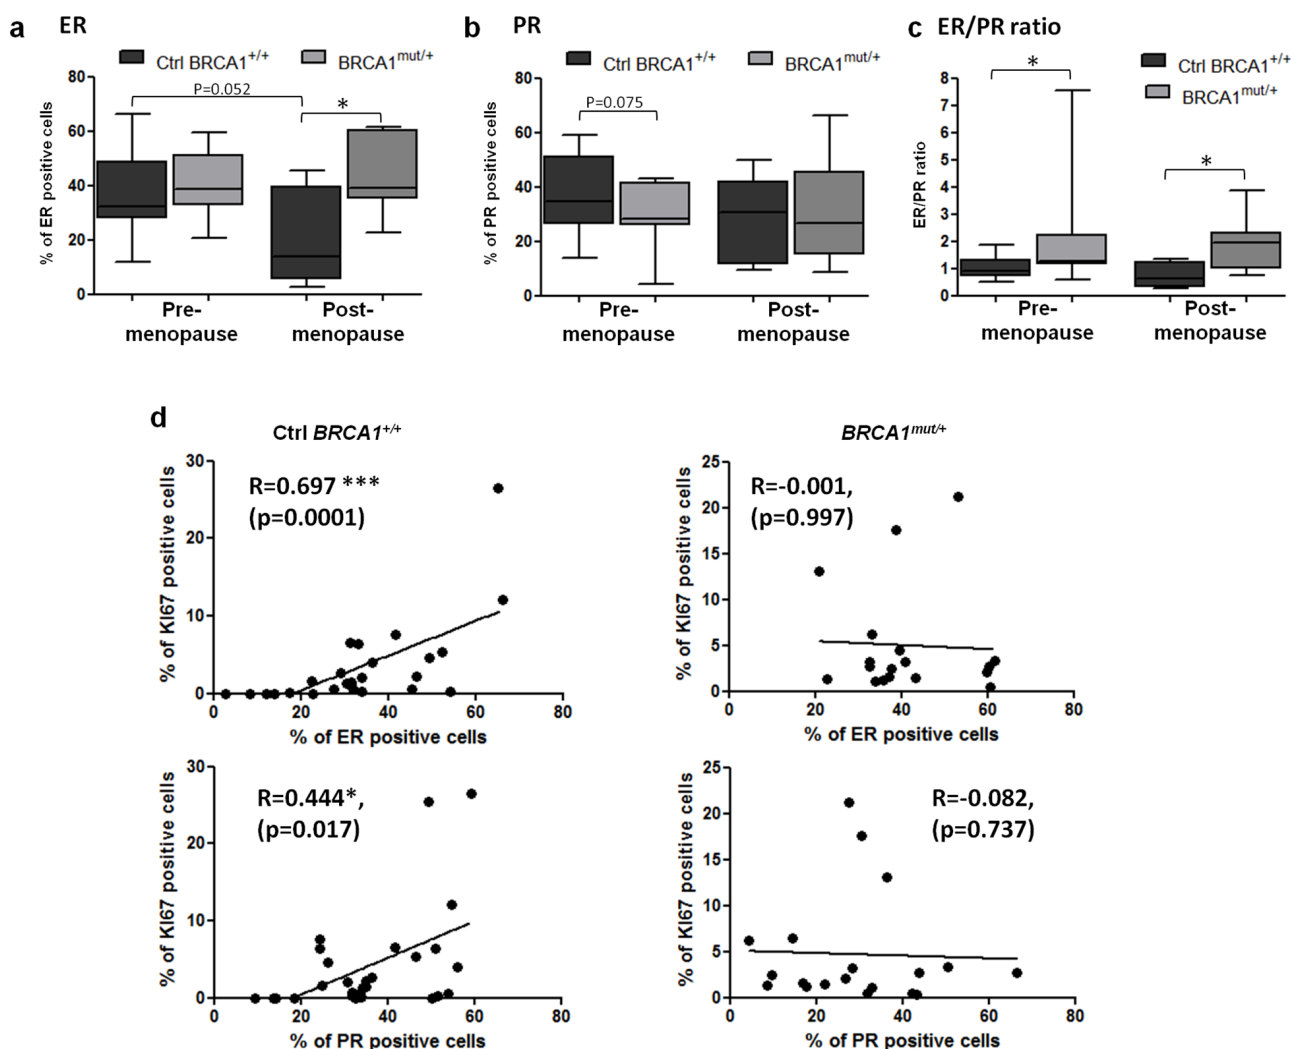 a ER
Ctrl BRCA1+/+ BRCA1mut/+
P=0.052
*
% of ER positive cells
80
60
40
20
0
Pre-menopause
Post-menopause
b PR
Ctrl BRCA1+/+ BRCA1mut/+
P=0.075
% of PR positive cells
80
60
40
20
0
Pre-menopause
Post-menopause
c ER/PR ratio
Ctrl BRCA1+/+
BRCA1mut/+
*
*
ER/PR ratio
8
7
6
5
4
3
2
1
0
Pre-menopause
Post-menopause
d
Ctrl BRCA1+/+
R=0.697 ***
(p=0.0001)
% of KI67 positive cells
30
20
10
0
0 20 40 60 80
% of ER positive cells
BRCA1mut/+
R=-0.001,
(p=0.997)
% of KI67 positive cells
25
20
15
10
5
0
0 20 40 60 80
% of ER positive cells
R=0.444*,
(p=0.017)
% of KI67 positive cells
30
20
10
0
0 20 40 60 80
% of PR positive cells
R=-0.082,
(p=0.737)
% of KI67 positive cells
25
20
15
10
5
0
0 20 40 60 80
% of PR positive cells